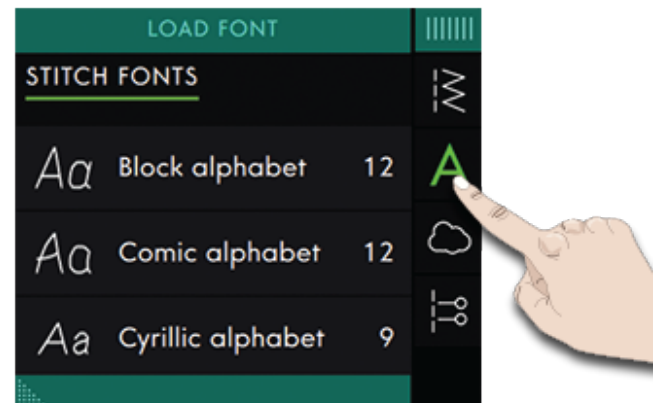 LOAD FONT
STITCH FONTS
Aa Block alphabet 12
Aa Comic alphabet 12
Aa Cyrillic alphabet 9
A